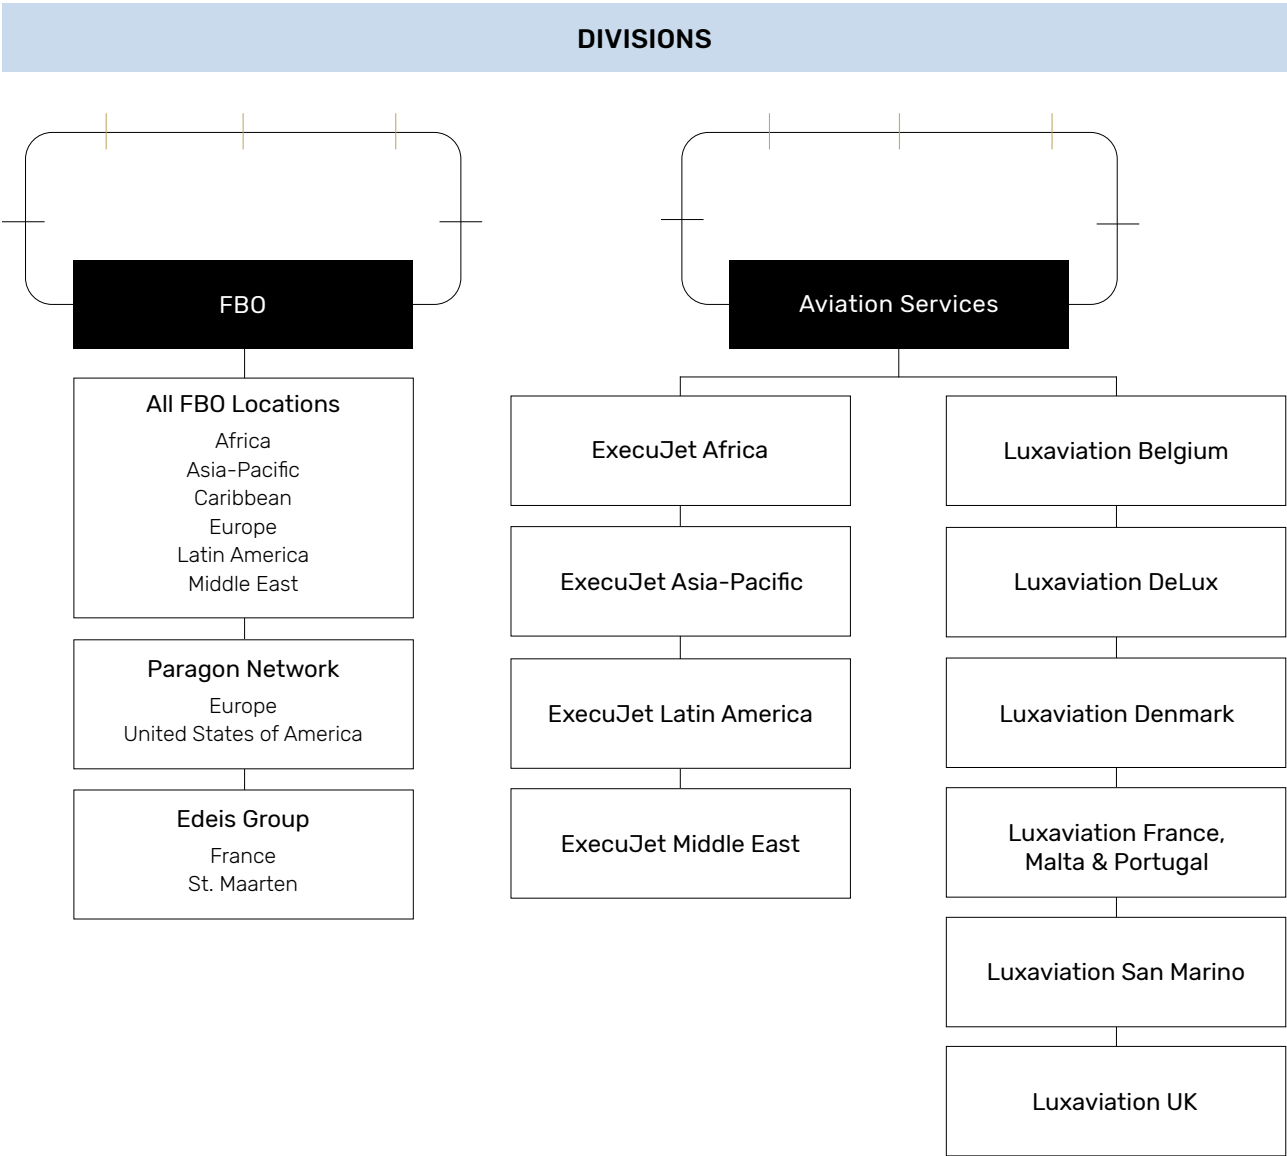 DIVISIONS
FBO
All FBO Locations
Africa
Asia-Pacific
Caribbean
Europe
Latin America
Middle East
Paragon Network
Europe
United States of America
Edeis Group
France
St. Maarten
Aviation Services
ExecuJet Africa
ExecuJet Asia-Pacific
ExecuJet Latin America
ExecuJet Middle East
Luxaviation Belgium
Luxaviation DeLux
Luxaviation Denmark
Luxaviation France,
Malta & Portugal
Luxaviation San Marino
Luxaviation UK